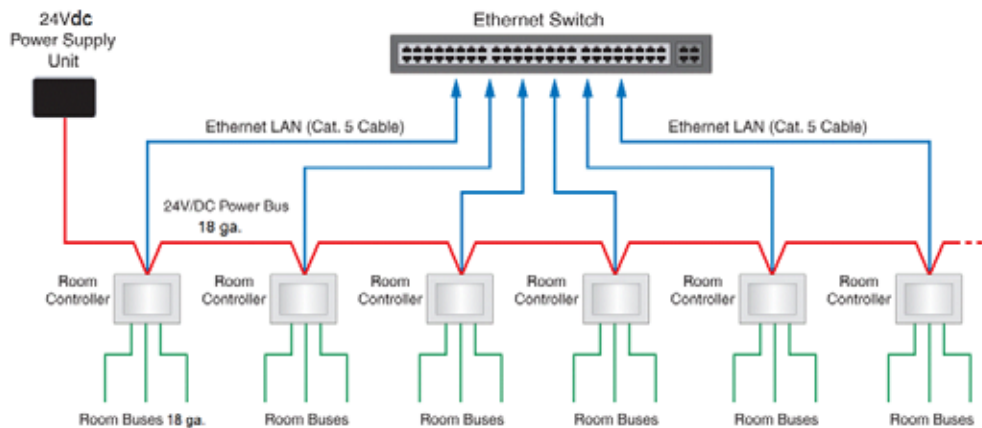 24Vdc
Power Supply
Unit
Ethernet Switch
Ethernet LAN (Cat. 5 Cable)
Ethernet LAN (Cat. 5 Cable)
24V/DC Power Bus
18 ga.
Room
Controller
Room
Controller
Room
Controller
Room
Controller
Room
Controller
Room
Controller
Room Buses 18 ga.
Room Buses
Room Buses
Room Buses
Room Buses
Room Buses